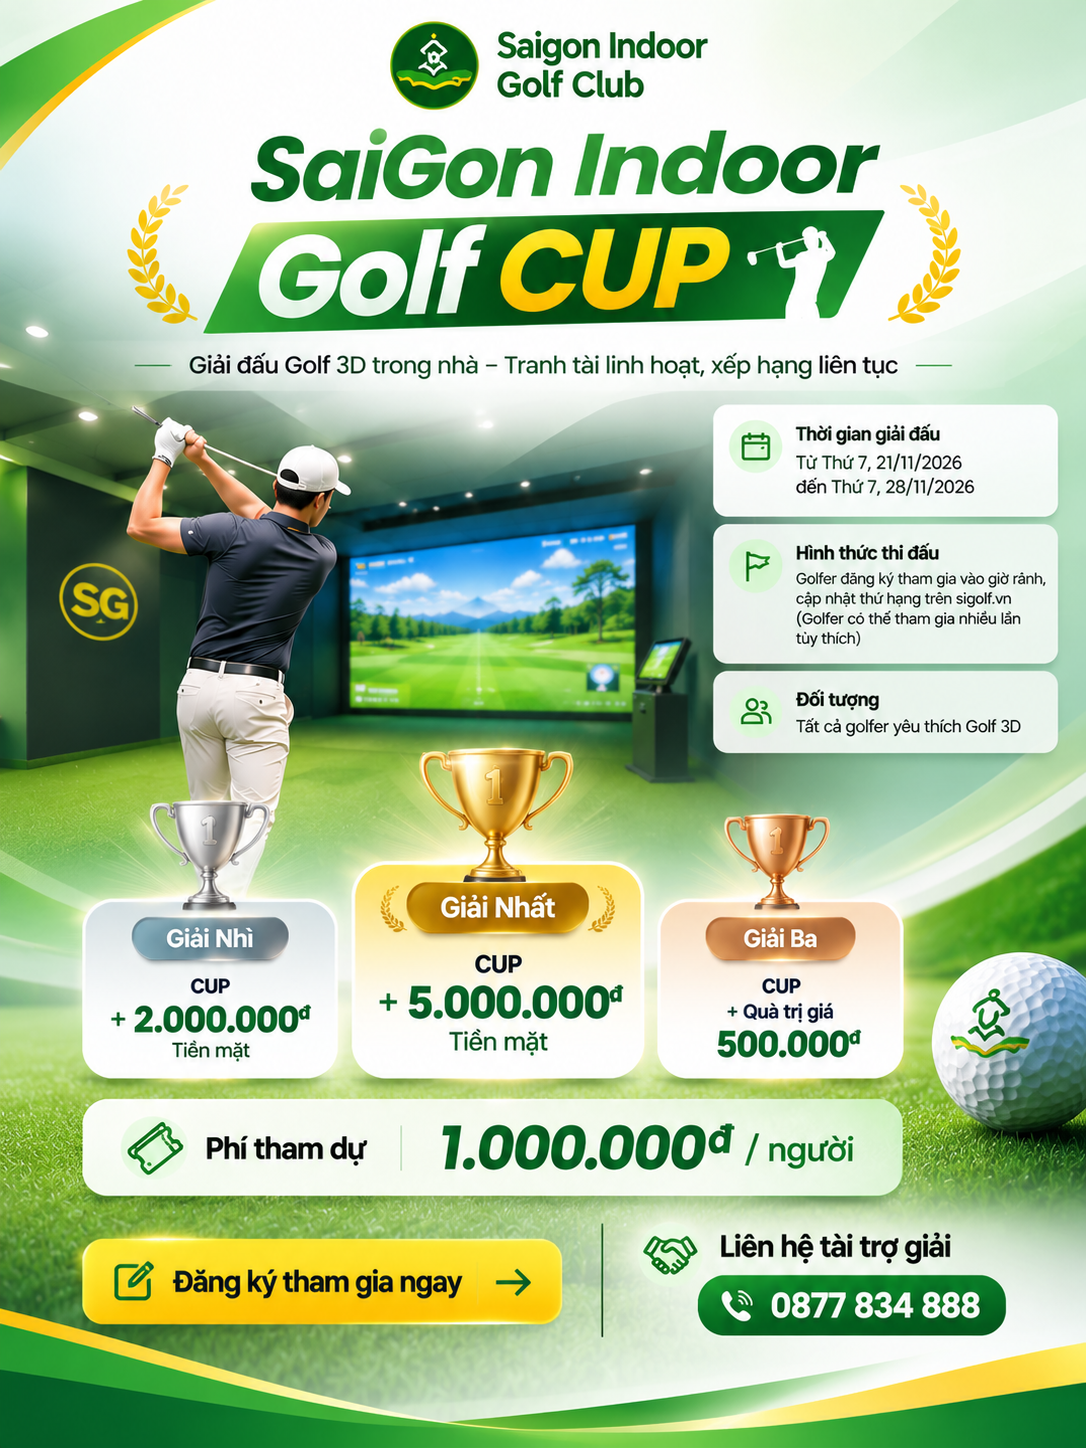 Saigon Indoor
Golf Club
SaiGon Indoor
Golf CUP
Giải đấu Golf 3D trong nhà – Tranh tài linh hoạt, xếp hạng liên tục
SG
Thời gian giải đấu
Từ Thứ 7, 21/11/2026
đến Thứ 7, 28/11/2026
Hình thức thi đấu
Golfer đăng ký tham gia vào giờ rảnh,
cập nhật thứ hạng trên sigolf.vn
(Golfer có thể tham gia nhiều lần
tùy thích)
Đối tượng
Tất cả golfer yêu thích Golf 3D
1
Giải Nhì
CUP
+ 2.000.000đ
Tiền mặt
1
Giải Nhất
CUP
+ 5.000.000đ
Tiền mặt
1
Giải Ba
CUP
+ Quà trị giá
500.000đ
Phí tham dự
1.000.000đ / người
Đăng ký tham gia ngay
Liên hệ tài trợ giải
0877 834 888